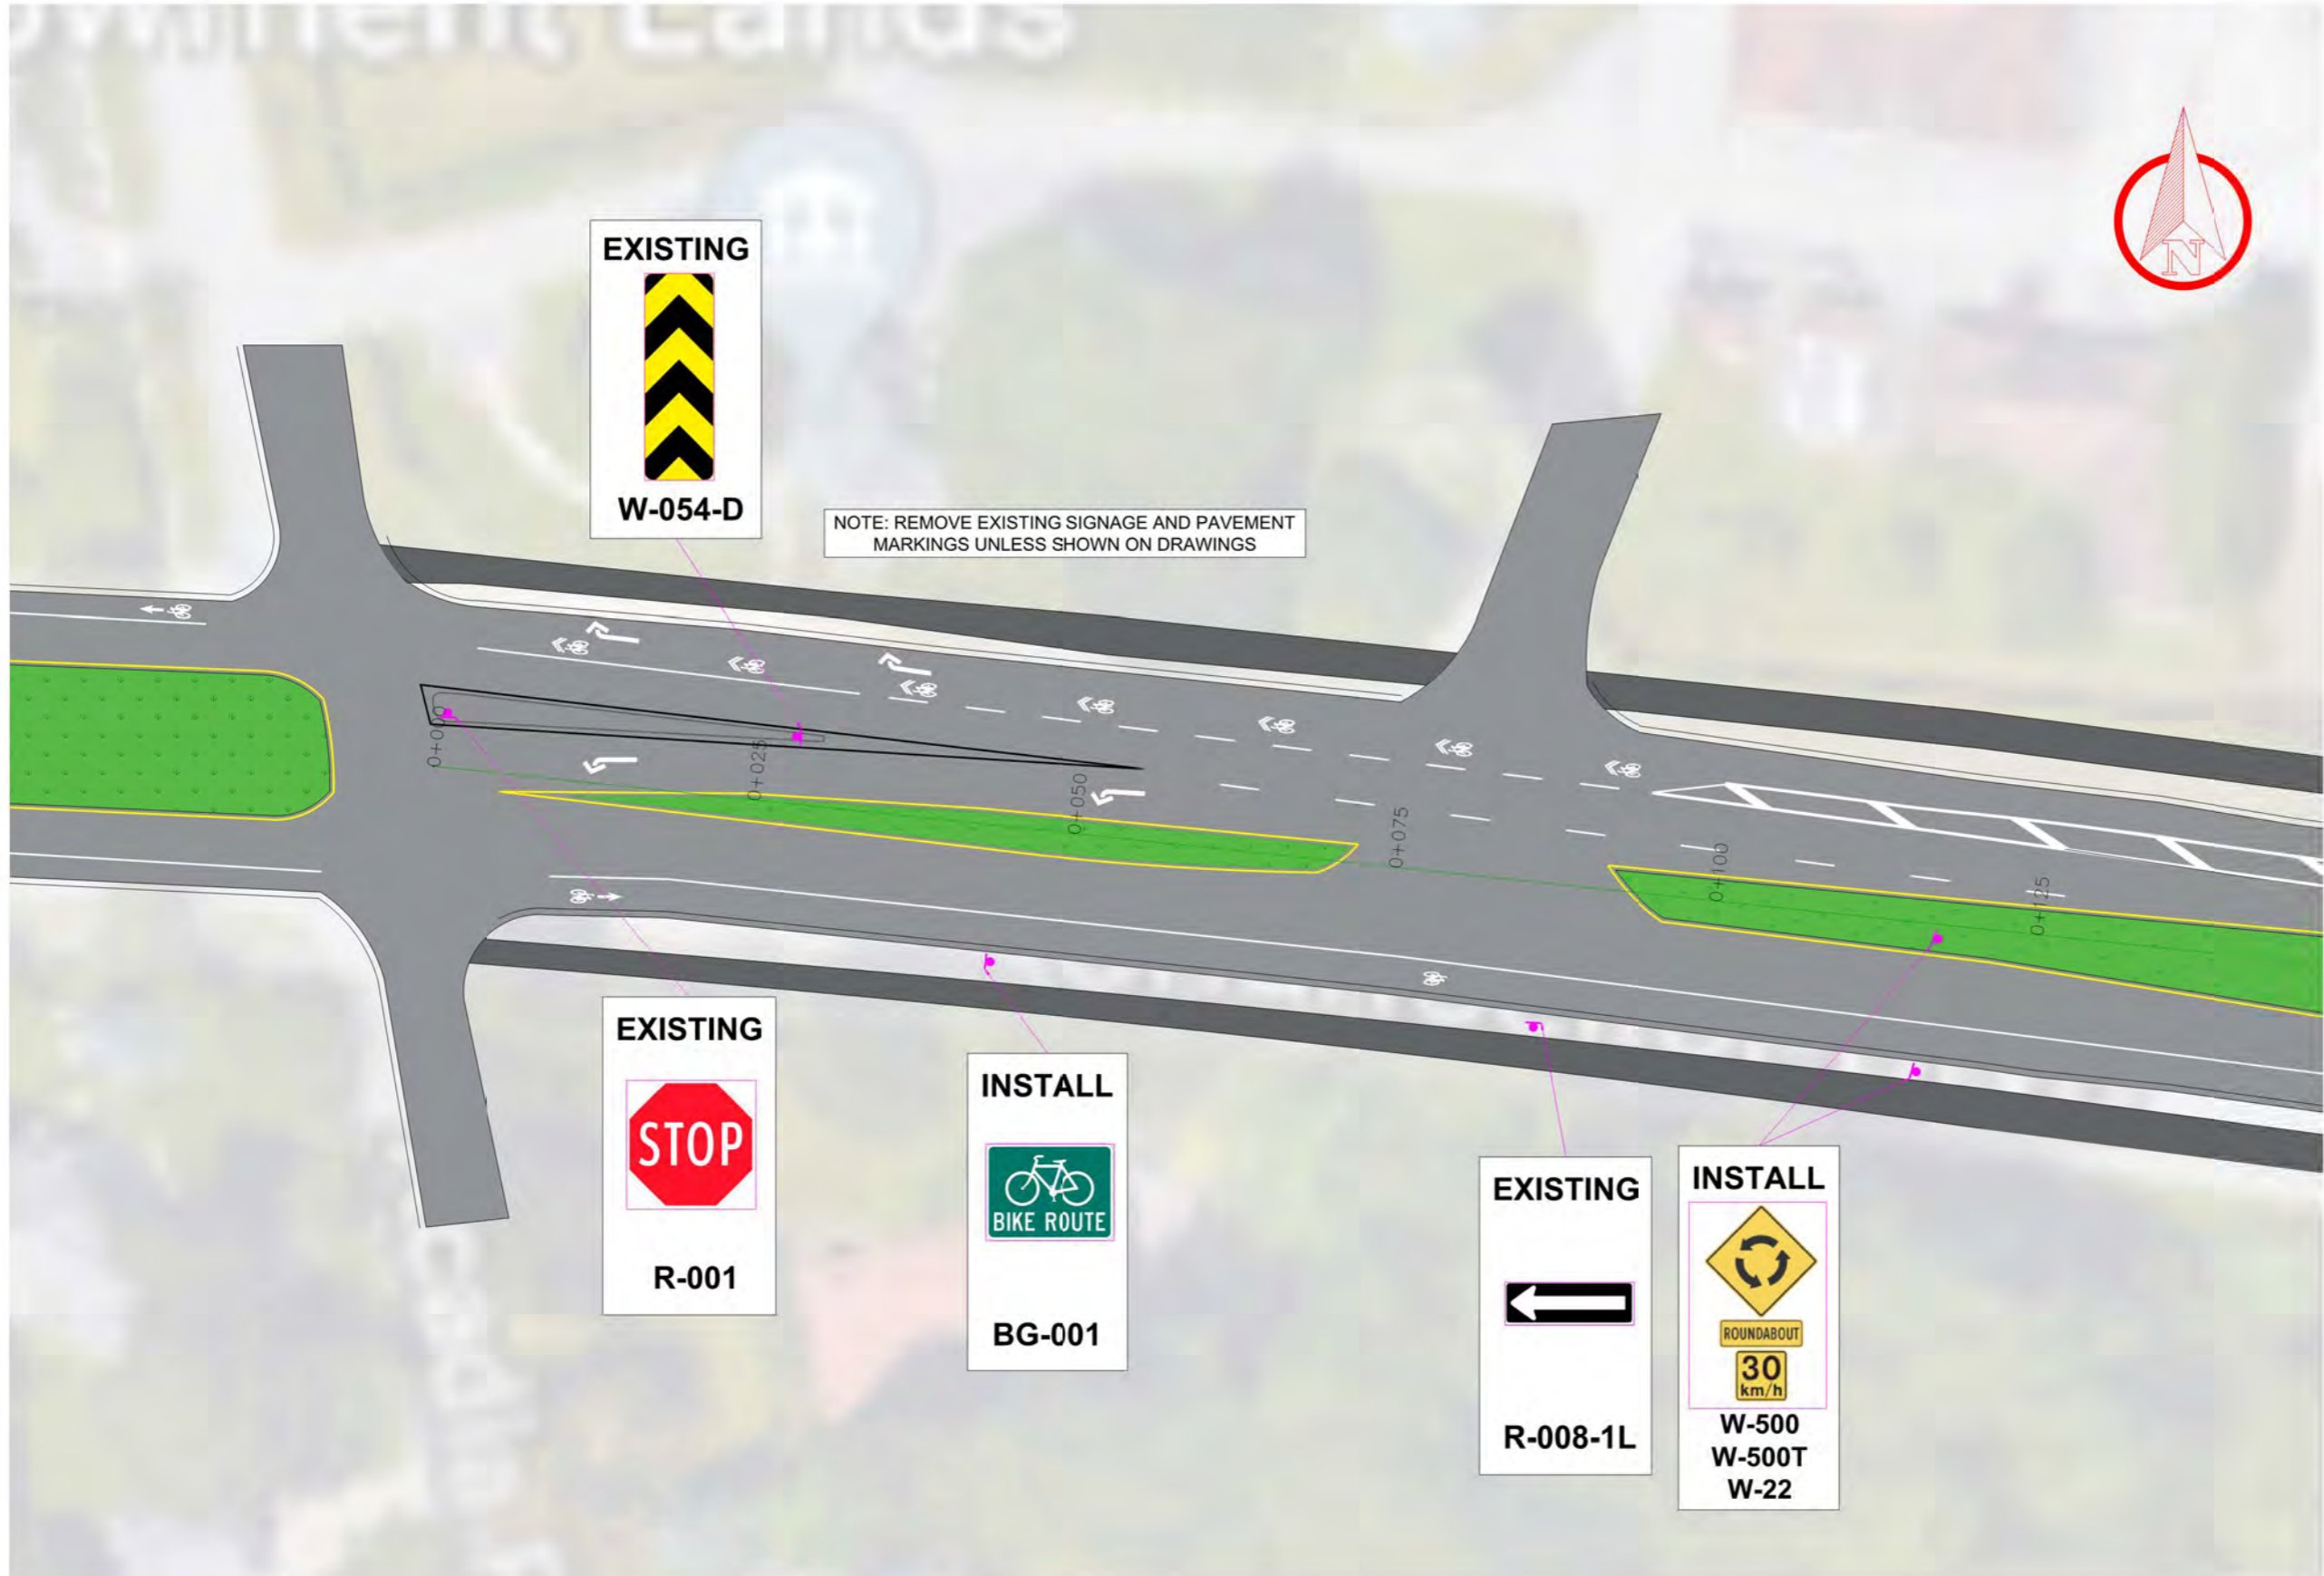 EXISTING
W-054-D
N
NOTE: REMOVE EXISTING SIGNAGE AND PAVEMENT
MARKINGS UNLESS SHOWN ON DRAWINGS
0+000
0+025
0+050
0+075
0+100
0+125
EXISTING
STOP
R-001
INSTALL
BIKE ROUTE
BG-001
EXISTING
R-008-1L
INSTALL
ROUNDABOUT
30
km/h
W-500
W-500T
W-22